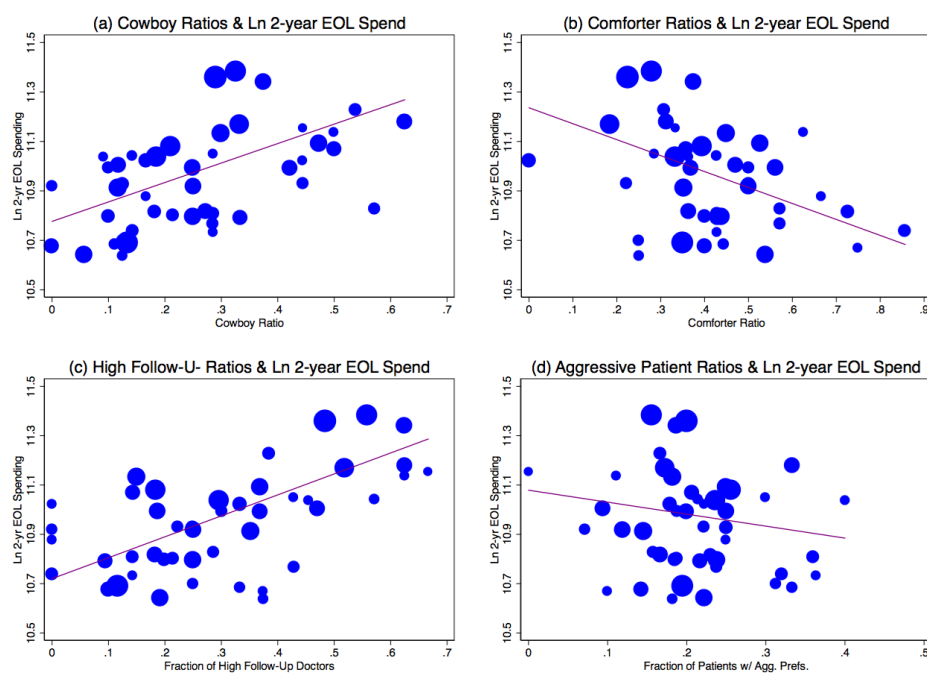 (a) Cowboy Ratios & Ln 2-year EOL Spend
Ln 2-yr EOL Spending
11.5
11.3
11.1
10.9
10.7
10.5
0 .1 .2 .3 .4 .5 .6 .7
Cowboy Ratio
(b) Comforter Ratios & Ln 2-year EOL Spend
Ln 2-yr EOL Spending
11.5
11.3
11.1
10.9
10.7
10.5
0 .1 .2 .3 .4 .5 .6 .7 .8 .9
Comforter Ratio
(c) High Follow-U- Ratios & Ln 2-year EOL Spend
Ln 2-yr EOL Spending
11.5
11.3
11.1
10.9
10.7
10.5
0 .1 .2 .3 .4 .5 .6 .7
Fraction of High Follow-Up Doctors
(d) Aggressive Patient Ratios & Ln 2-year EOL Spend
Ln 2-yr EOL Spending
11.5
11.3
11.1
10.9
10.7
10.5
0 .1 .2 .3 .4 .5
Fraction of Patients w/ Agg. Prefs.